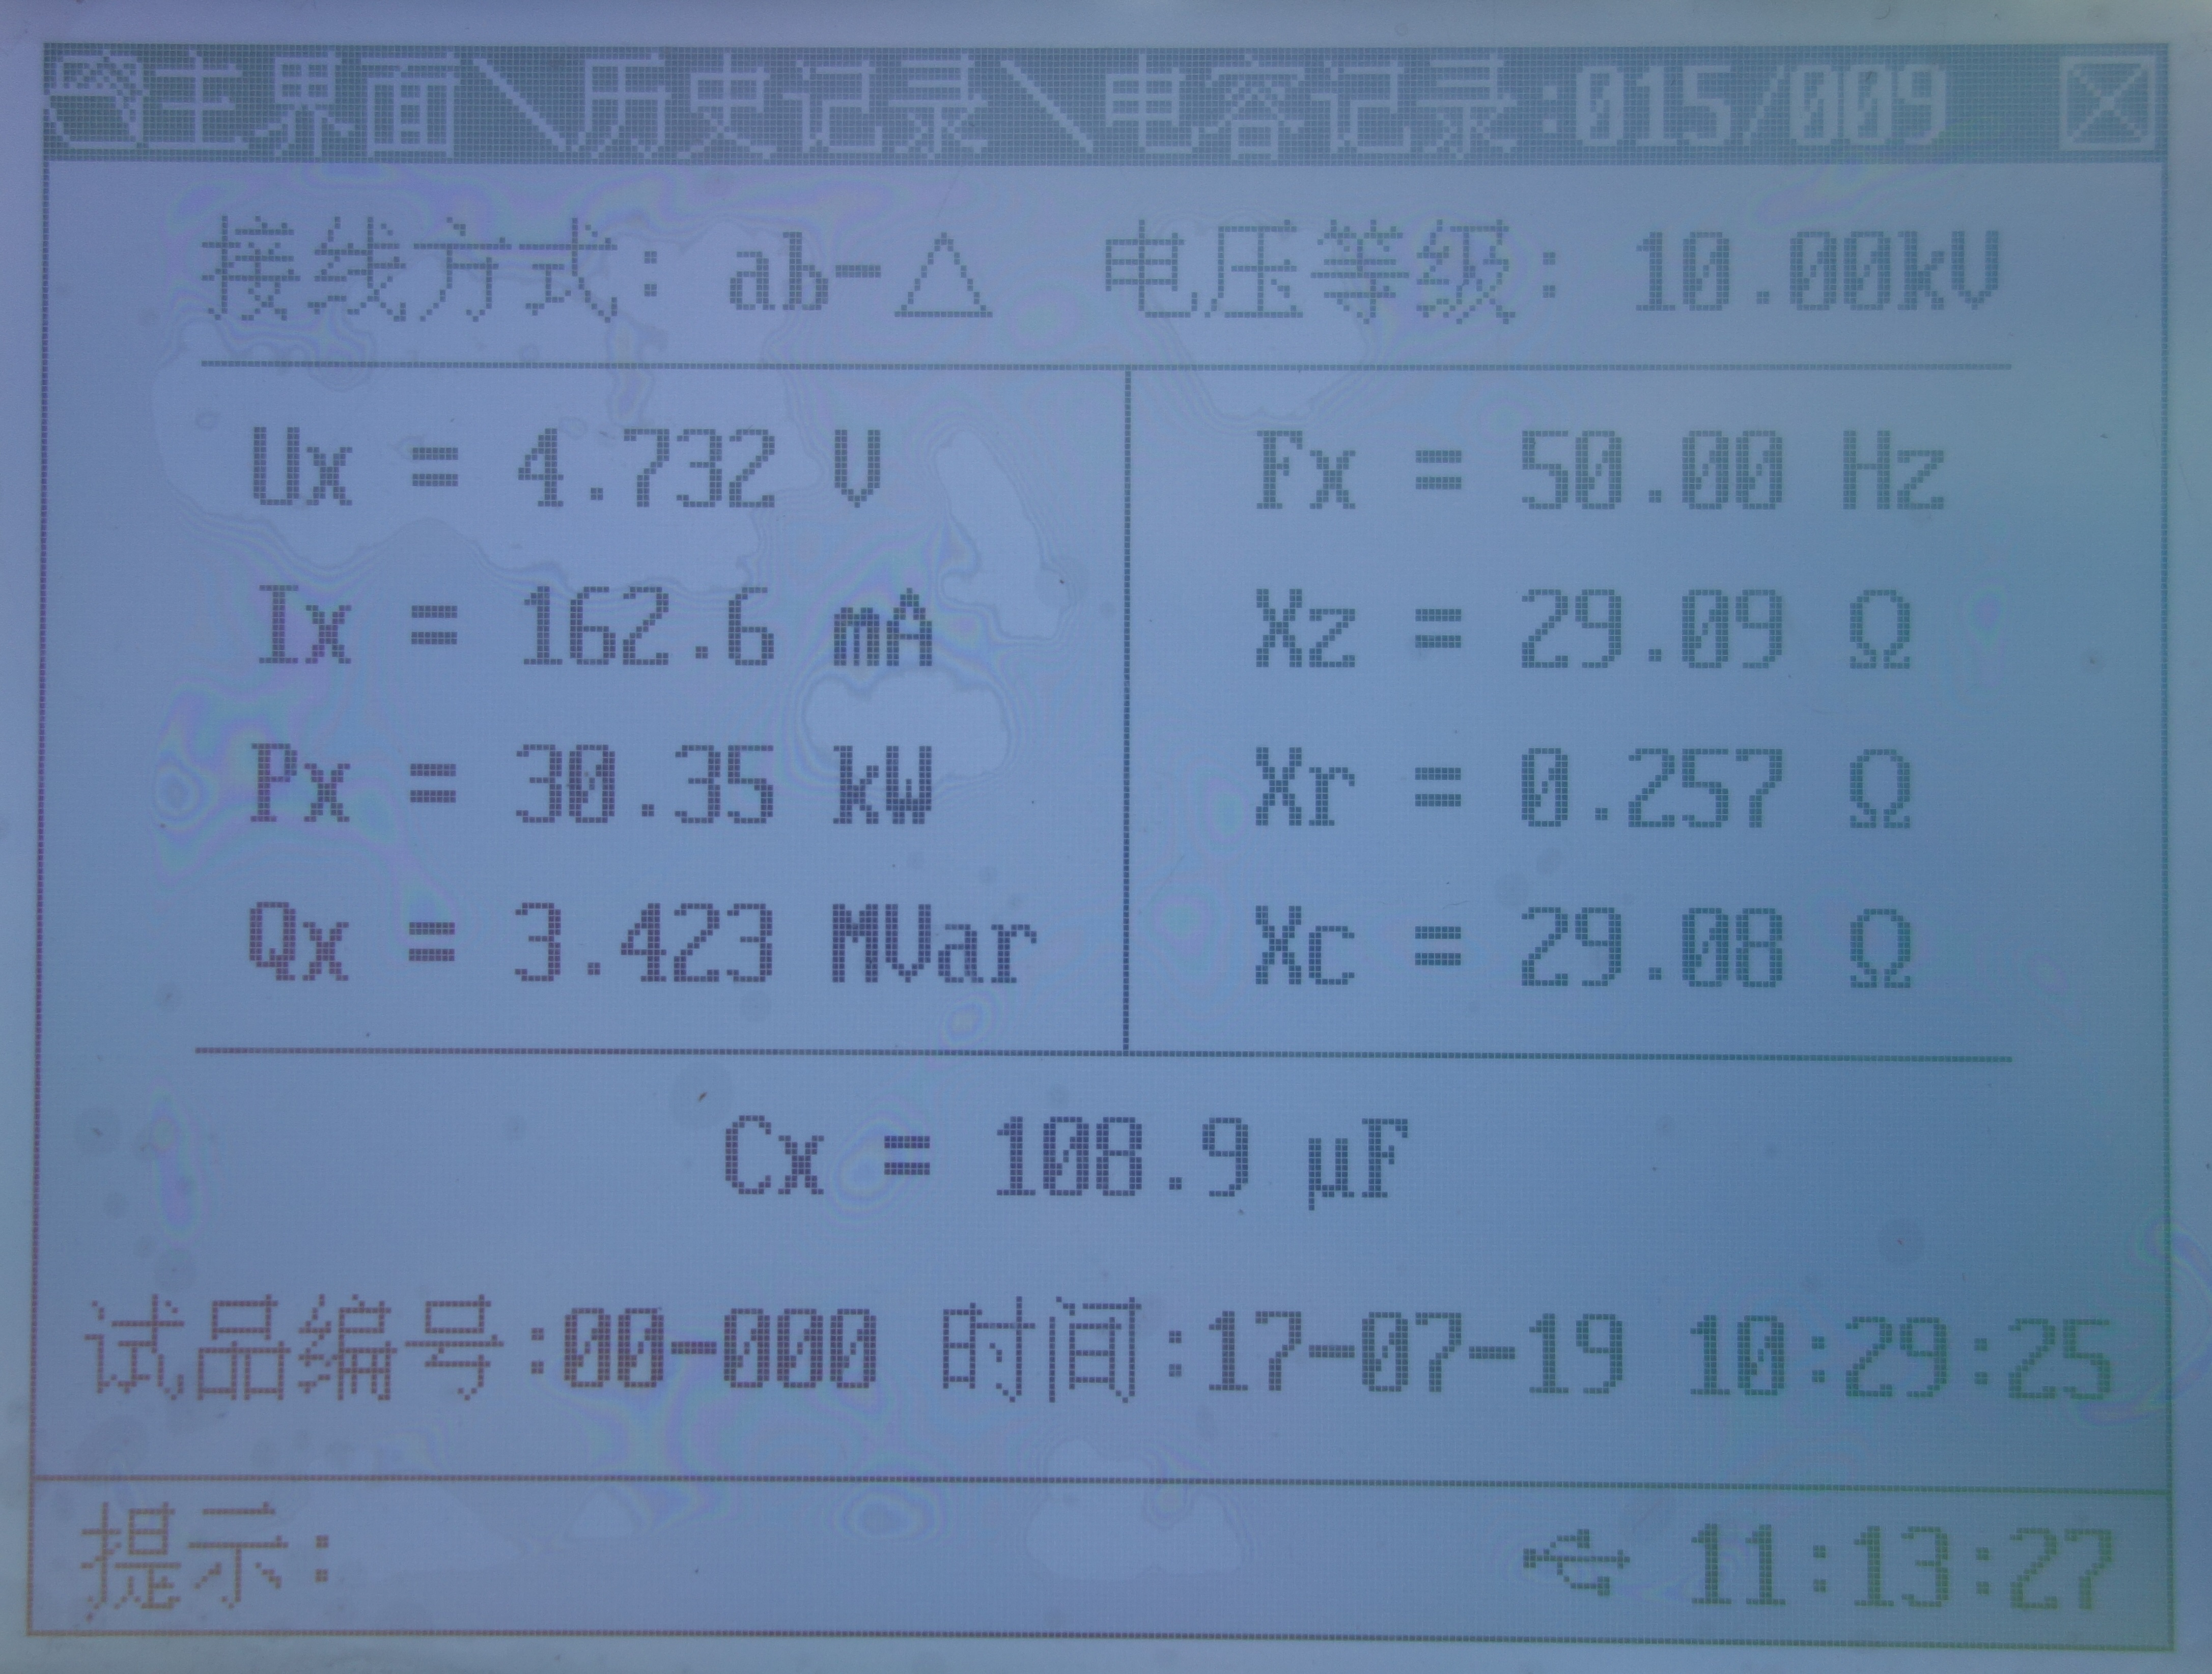 主界面\历史记录\电容记录:015/009
接线方式: ab-△ 电压等级: 10.00kV
Ux = 4.732 V Fx = 50.00 Hz
Ix = 162.6 mA Xz = 29.09 Ω
Px = 30.35 kW Xr = 0.257 Ω
Qx = 3.423 MVar Xc = 29.08 Ω
Cx = 108.9 μF
试品编号:00-000 时间:17-07-19 10:29:25
提示: 11:13:27